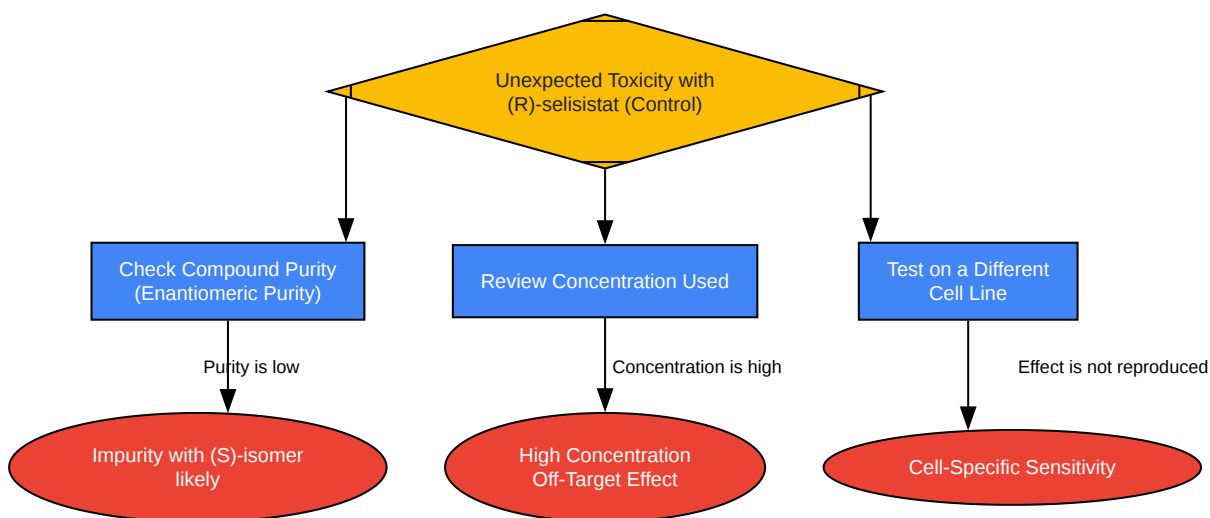 Unexpected Toxicity with
(R)-selisistat (Control)
Check Compound Purity
(Enantiomeric Purity)
Review Concentration Used
Test on a Different
Cell Line
Purity is low
Concentration is high
Effect is not reproduced
Impurity with (S)-isomer
likely
High Concentration
Off-Target Effect
Cell-Specific Sensitivity